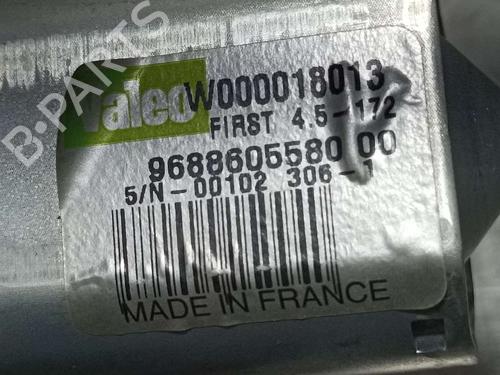 B-PARTS
Valeo W000018013
FIRST 4.5-172
9688605580 00
S/N-00102 306-1
MADE IN FRANCE